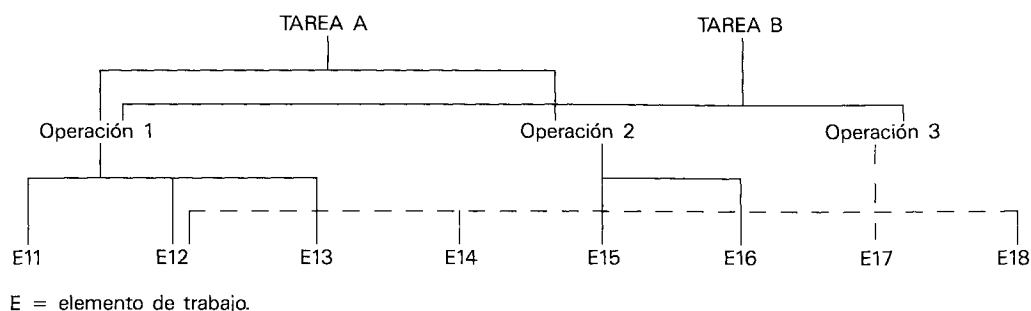 TAREA A TAREA B
Operación 1 Operación 2 Operación 3
E11 E12 E13 E14 E15 E16 E17 E18
E = elemento de trabajo.